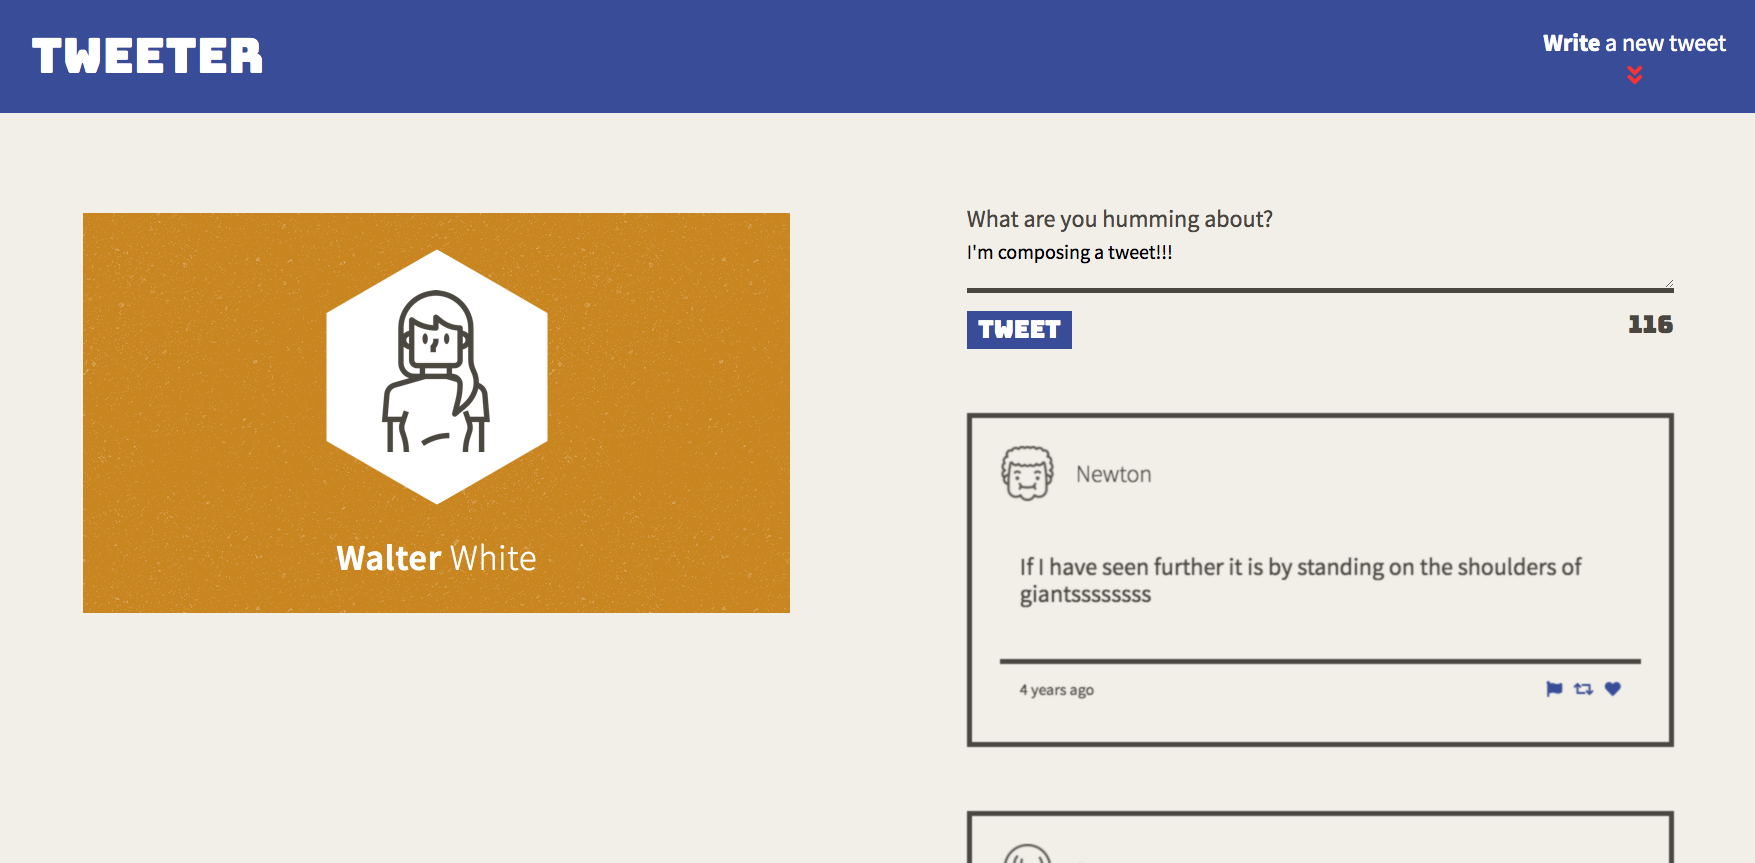 TWEETER
Write a new tweet
Walter White
What are you humming about?
I'm composing a tweet!!!
TWEET
116
Newton
If I have seen further it is by standing on the shoulders of
giantssssssss
4 years ago